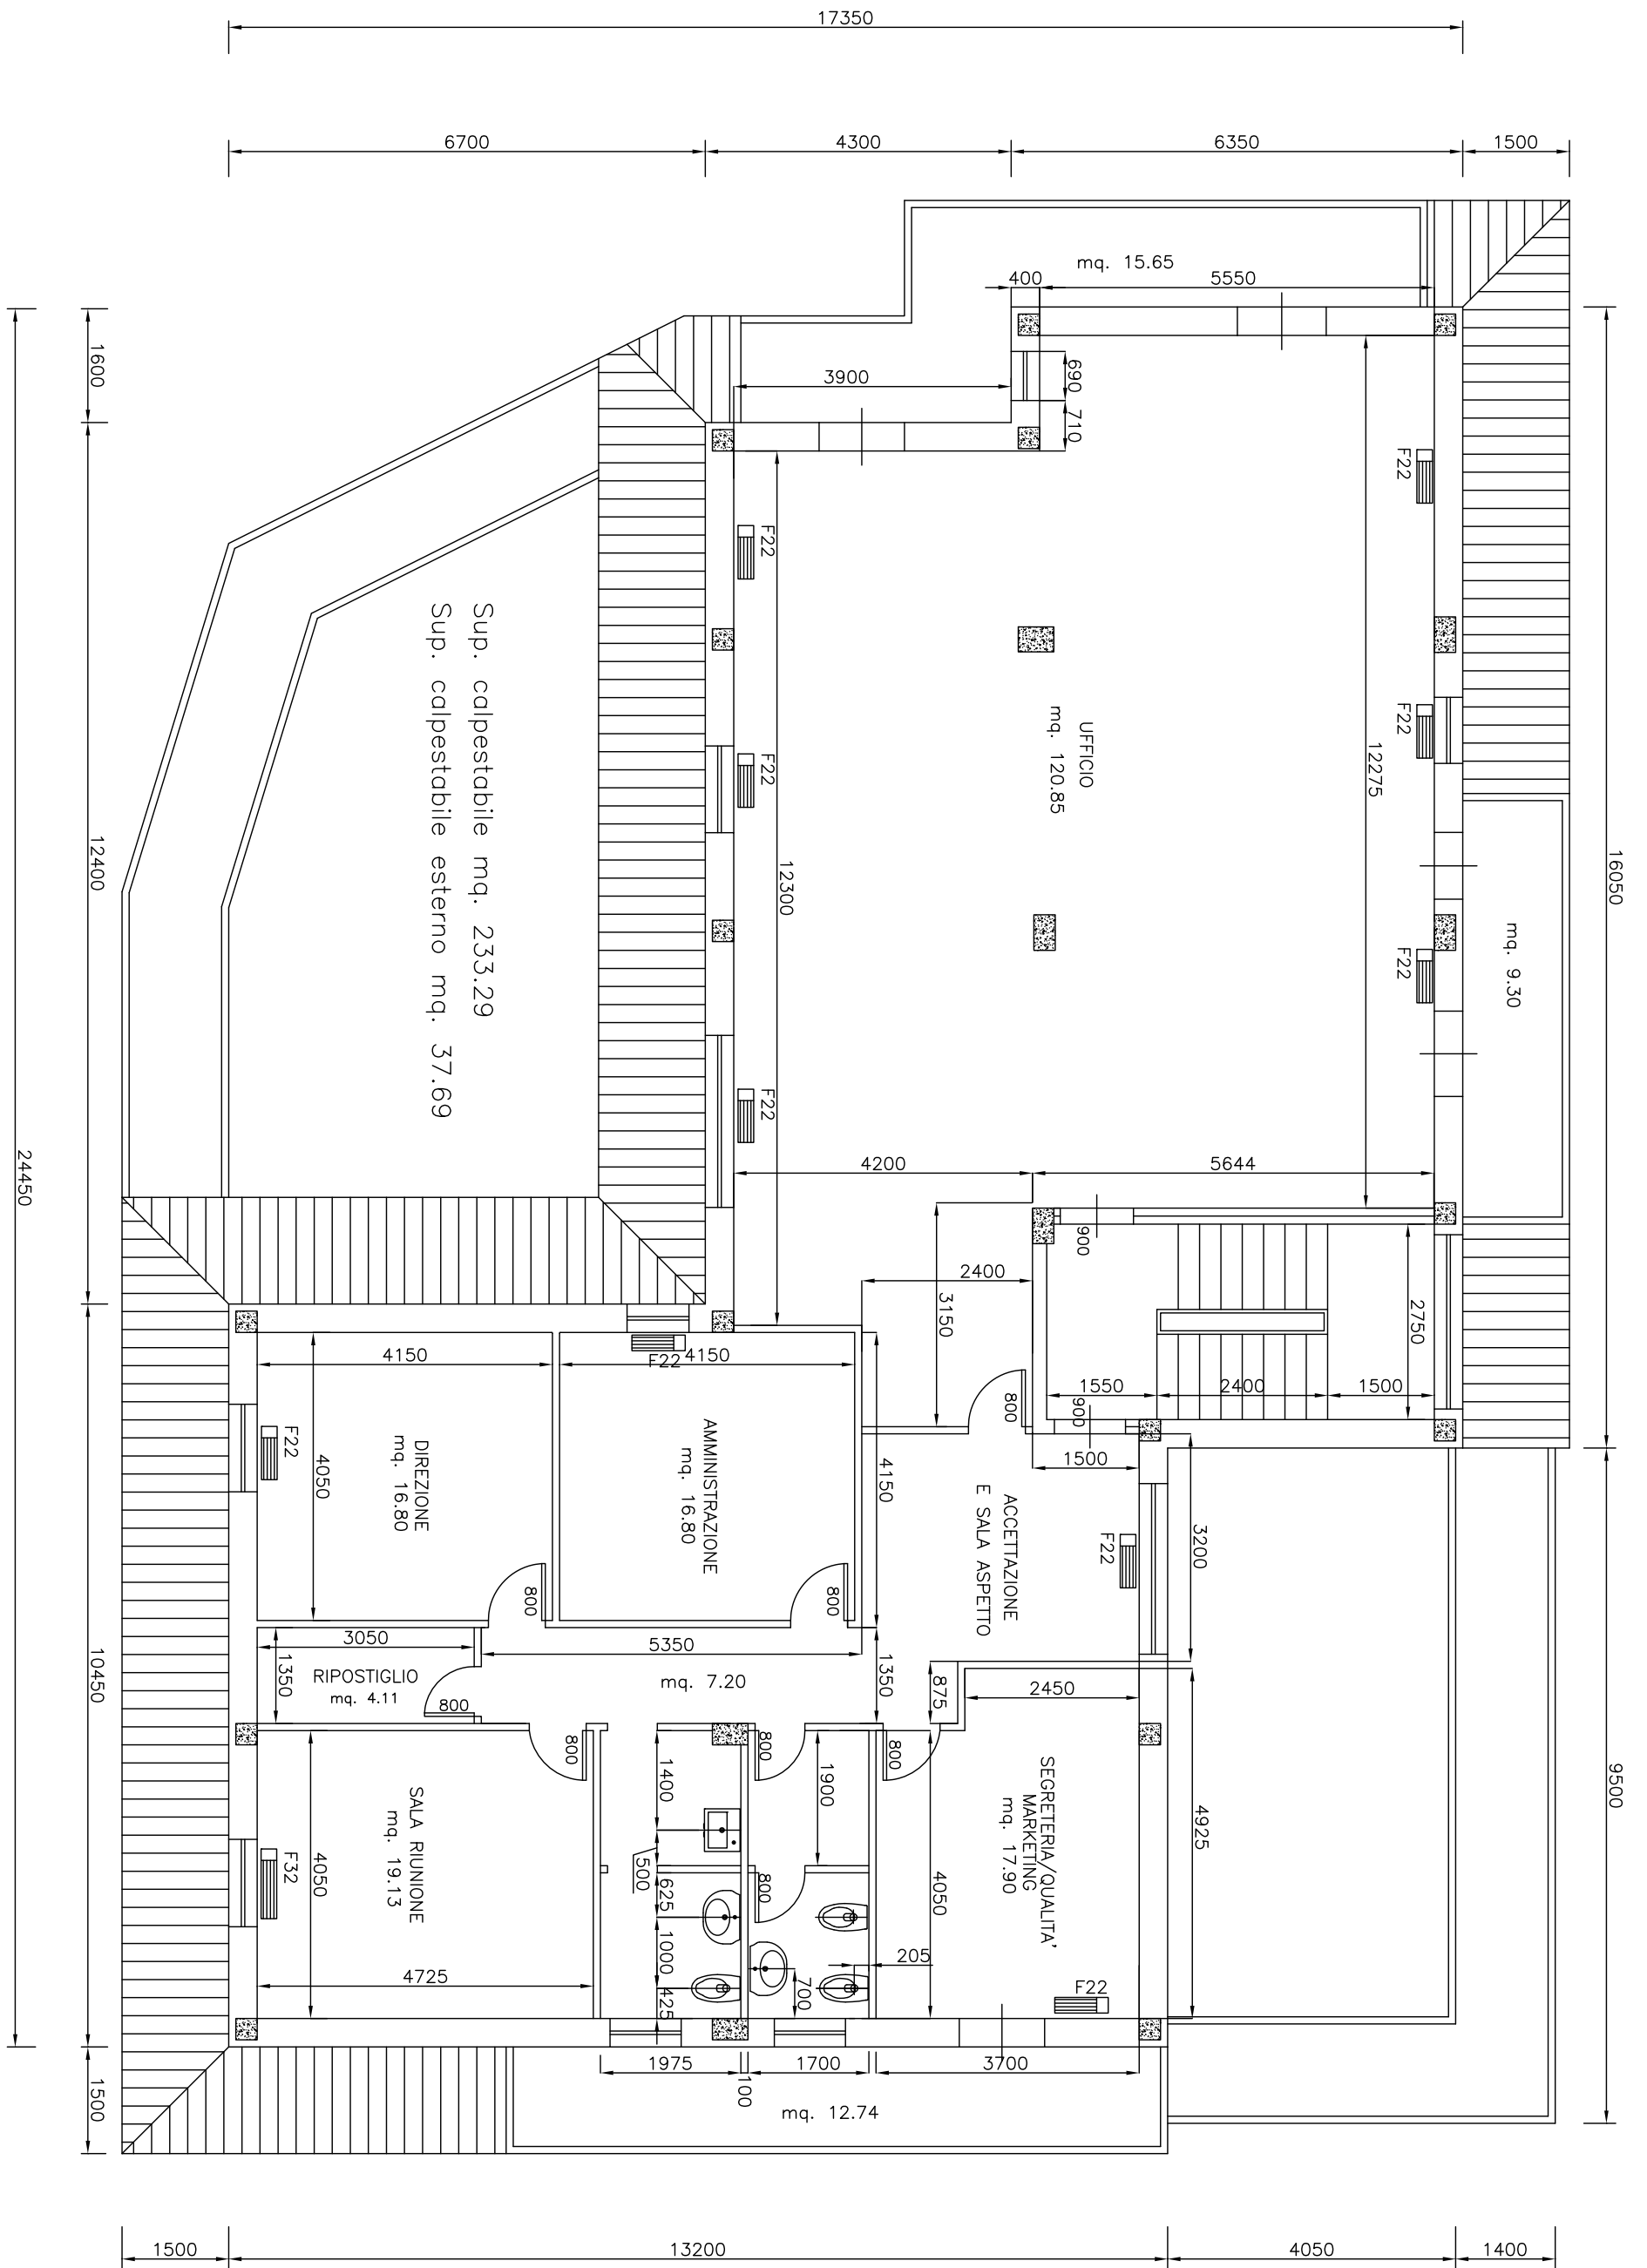 17350
6700
4300
6350
1500
mq. 15.65
400
5550
690
710
3900
1600
12400
10450
1500
24450
16050
9500
F22
F22
F22
F22
F22
F22
12275
12300
UFFICIO
mq. 120.85
mq. 9.30
Sup. calpestabile mq. 233.29
Sup. calpestabile esterno mq. 37.69
4200
5644
900
2400
3150
2750
1550
2400
1500
900
800
1500
4150
F22
4150
4050
F22
DIREZIONE
mq. 16.80
AMMINISTRAZIONE
mq. 16.80
4150
ACCETTAZIONE
E SALA ASPETTO
F22
3200
800
800
3050
5350
1350
RIPOSTIGLIO
mq. 4.11
800
mq. 7.20
1350
875
2450
800
800
800
1400
1900
500
800
625
1000
425
700
205
4050
4925
SEGRETERIA/QUALITA'
MARKETING
mq. 17.90
F22
SALA RIUNIONE
mq. 19.13
F32
4050
4725
1975
100
1700
3700
mq. 12.74
1500
13200
4050
1400